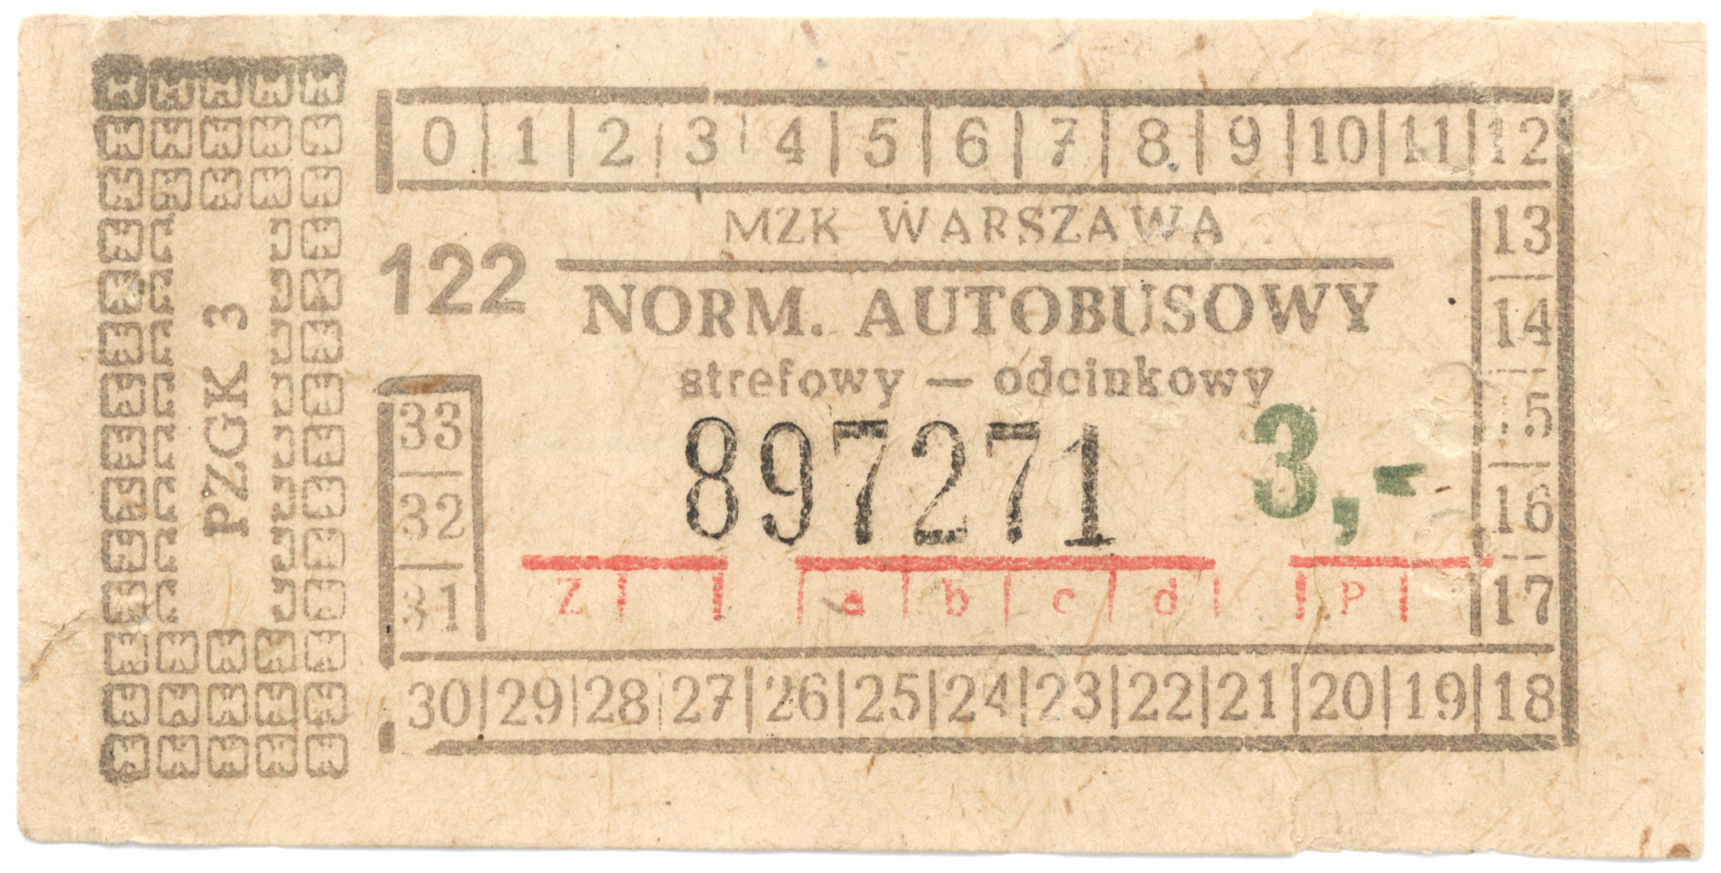 PZGK 3
0 1 2 3 4 5 6 7 8 9 10 11 12
MZK WARSZAWA
122
NORM. AUTOBUSOWY
strefowy — odcinkowy
897271 3,-
Z a b c d P
13
14
15
16
17
33
32
31
30 29 28 27 26 25 24 23 22 21 20 19 18